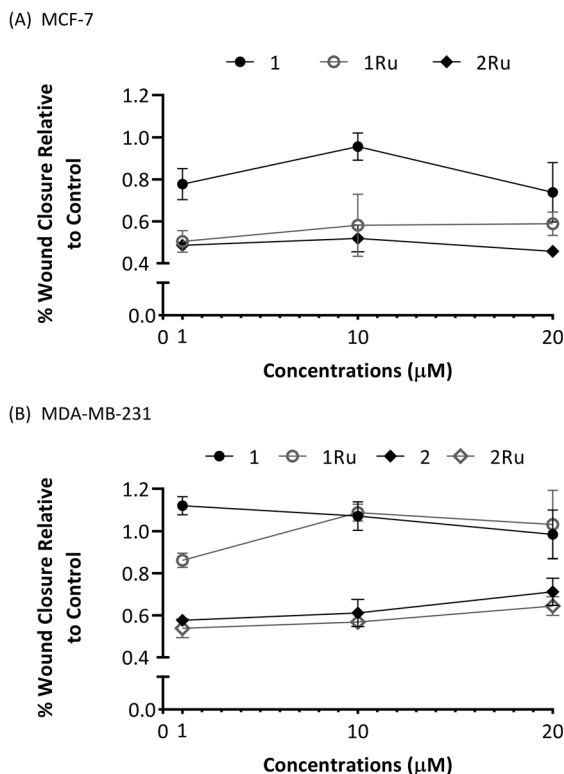 (A) MCF-7
1 1Ru 2Ru
% Wound Closure Relative
to Control
1.2
1.0
0.8
0.6
0.4
0.0
0 1 10 20
Concentrations (μM)
(B) MDA-MB-231
1 1Ru 2 2Ru
% Wound Closure Relative
to Control
1.2
1.0
0.8
0.6
0.4
0.0
0 1 10 20
Concentrations (μM)